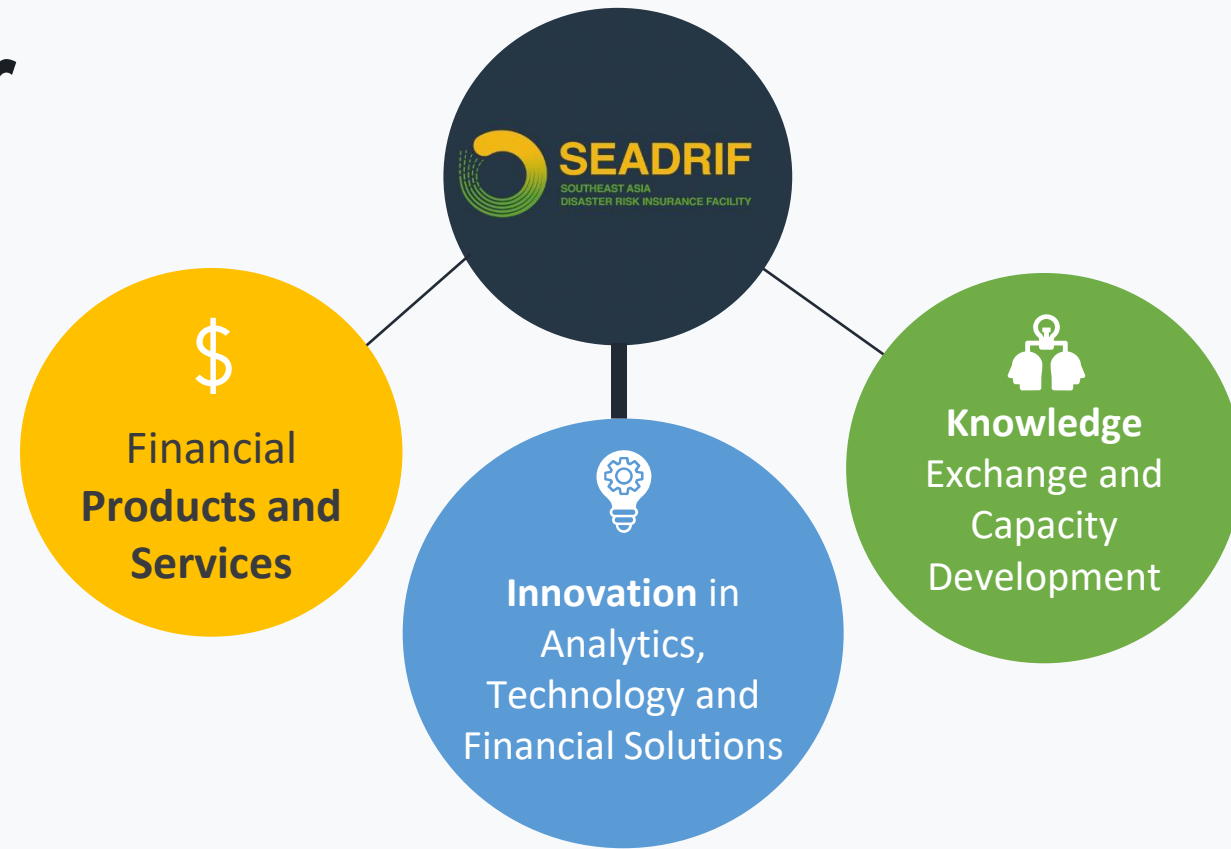 SEADRIF
SOUTHEAST ASIA
DISASTER RISK INSURANCE FACILITY
$
Financial
Products and
Services
Innovation in
Analytics,
Technology and
Financial Solutions
Knowledge
Exchange and
Capacity
Development